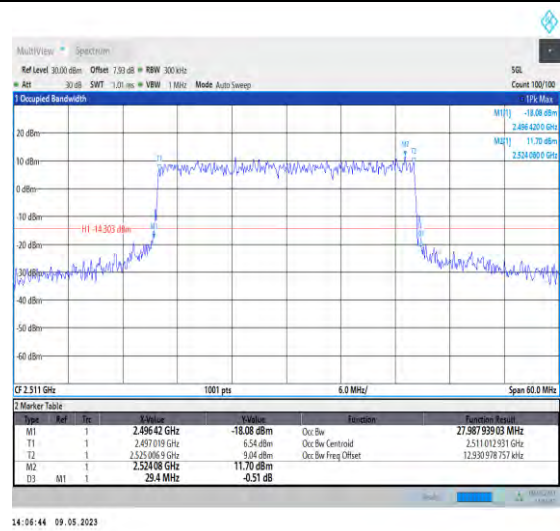 MultiView Spectrum
Ref Level 30.00 dBm Offset 7.93 dB RBW 300 kHz SGL
Att 30 dB SWT 1.01 ms VBW 1 MHz Mode Auto Sweep Count 100/100
1 Occupied Bandwidth 1Pk Max
M1[1] -18.08 dBm
2.496 420 0 GHz
M2[1] 11.70 dBm
2.524 080 0 GHz
20 dBm
M2
T2
T1
10 dBm
0 dBm
-10 dBm
H1 -14.303 dBm
M1
-20 dBm
-30 dBm
-40 dBm
-50 dBm
-60 dBm
CF 2.511 GHz 1001 pts 6.0 MHz/ Span 60.0 MHz
2 Marker Table
Type Ref Trc X-Value Y-Value Function Function Result
M1 1 2.496 42 GHz -18.08 dBm Occ Bw 27.987 939 03 MHz
T1 1 2.497 019 GHz 6.54 dBm Occ Bw Centroid 2.511 012 931 GHz
T2 1 2.525 006 9 GHz 9.04 dBm Occ Bw Freq Offset 12.930 978 757 kHz
M2 1 2.524 08 GHz 11.70 dBm
D3 M1 1 29.4 MHz -0.51 dB
14:06:44 09.05.2023